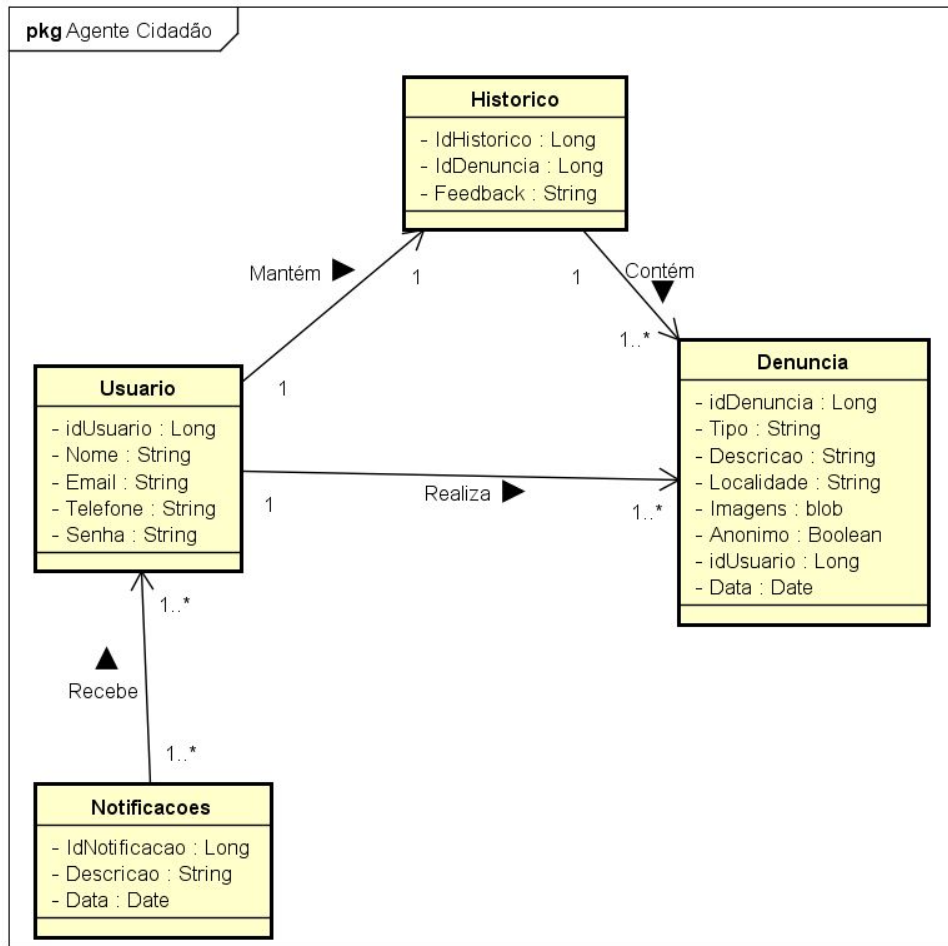 pkg Agente Cidadão
Historico
- IdHistorico : Long
- IdDenuncia : Long
- Feedback : String
Mantém
1
1
Contém
1..*
Usuario
- idUsuario : Long
- Nome : String
- Email : String
- Telefone : String
- Senha : String
1
1
Realiza
1..*
Denuncia
- idDenuncia : Long
- Tipo : String
- Descricao : String
- Localidade : String
- Imagens : blob
- Anonimo : Boolean
- idUsuario : Long
- Data : Date
1..*
Recebe
1..*
Notificacoes
- IdNotificacao : Long
- Descricao : String
- Data : Date